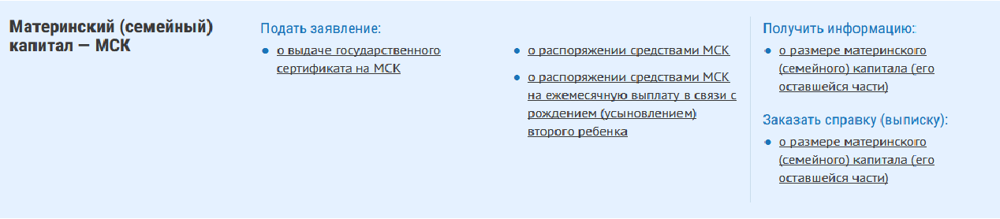 Материнский (семейный)
капитал — МСК
Подать заявление:
о выдаче государственного
сертификата на МСК
о распоряжении средствами МСК
о распоряжении средствами МСК
на ежемесячную выплату в связи с
рождением (усыновлением)
второго ребенка
Получить информацию:
о размере материнского
(семейного) капитала (его
оставшейся части)
Заказать справку (выписку):
о размере материнского
(семейного) капитала (его
оставшейся части)